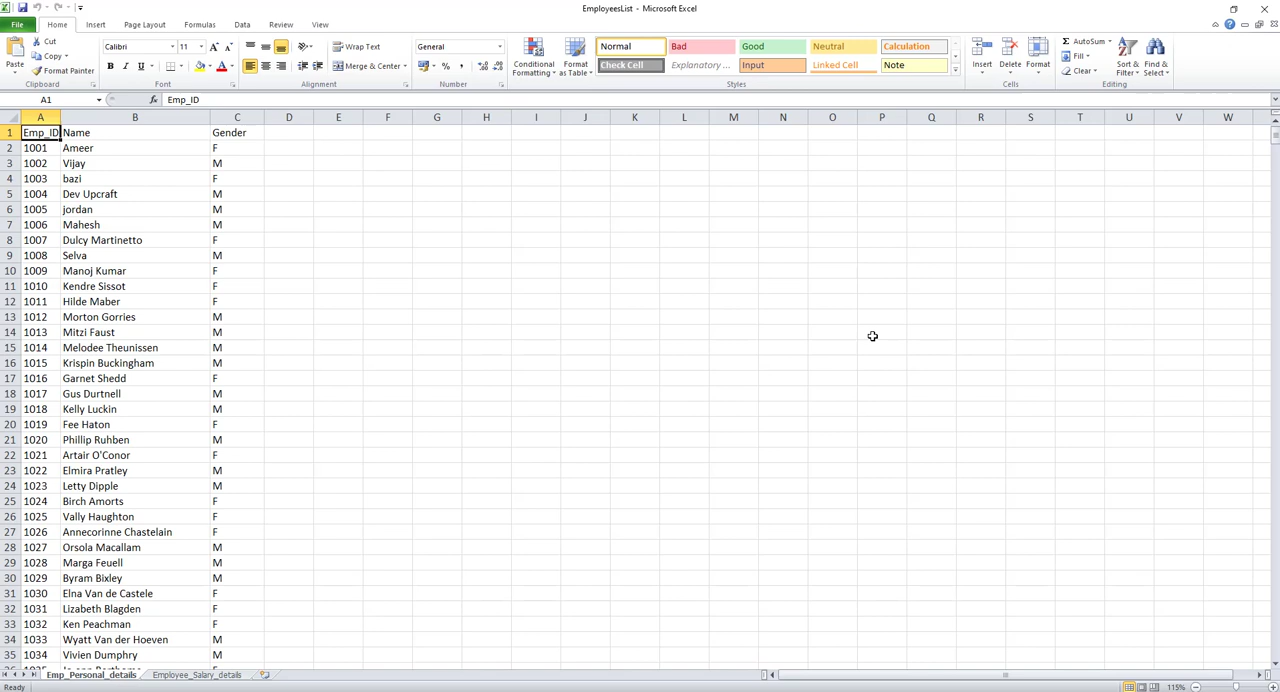 EmployeesList - Microsoft Excel
File Home Insert Page Layout Formulas Data Review View
Paste Cut Copy Format Painter
Calibri 11 B I U A
Wrap Text Merge & Center
General
Conditional Formatting Format as Table
Normal Bad Good Neutral Calculation
Check Cell Explanatory ... Input Linked Cell Note
Insert Delete Format
AutoSum Fill Clear Sort & Filter Find & Select
Clipboard Font Alignment Number Styles Cells Editing
A1 fx Emp_ID
A B C D E F G H I J K L M N O P Q R S T U V W
1 Emp_ID Name Gender
2 1001 Ameer F
3 1002 Vijay M
4 1003 bazi F
5 1004 Dev Upcraft M
6 1005 jordan M
7 1006 Mahesh M
8 1007 Dulcy Martinetto F
9 1008 Selva M
10 1009 Manoj Kumar F
11 1010 Kendre Sissot F
12 1011 Hilde Maber F
13 1012 Morton Gorries M
14 1013 Mitzi Faust M
15 1014 Melodee Theunissen M
16 1015 Krispin Buckingham M
17 1016 Garnet Shedd F
18 1017 Gus Durtnell M
19 1018 Kelly Luckin M
20 1019 Fee Haton F
21 1020 Phillip Ruhben M
22 1021 Artair O'Conor F
23 1022 Elmira Pratley M
24 1023 Letty Dipple M
25 1024 Birch Amorts F
26 1025 Vally Haughton F
27 1026 Annecorinne Chastelain F
28 1027 Orsola Macallam M
29 1028 Marga Feuell M
30 1029 Byram Bixley M
31 1030 Elna Van de Castele F
32 1031 Lizabeth Blagden F
33 1032 Ken Peachman F
34 1033 Wyatt Van der Hoeven M
35 1034 Vivien Dumphry M
Emp_Personal_details Employee_Salary_details
Ready 115%